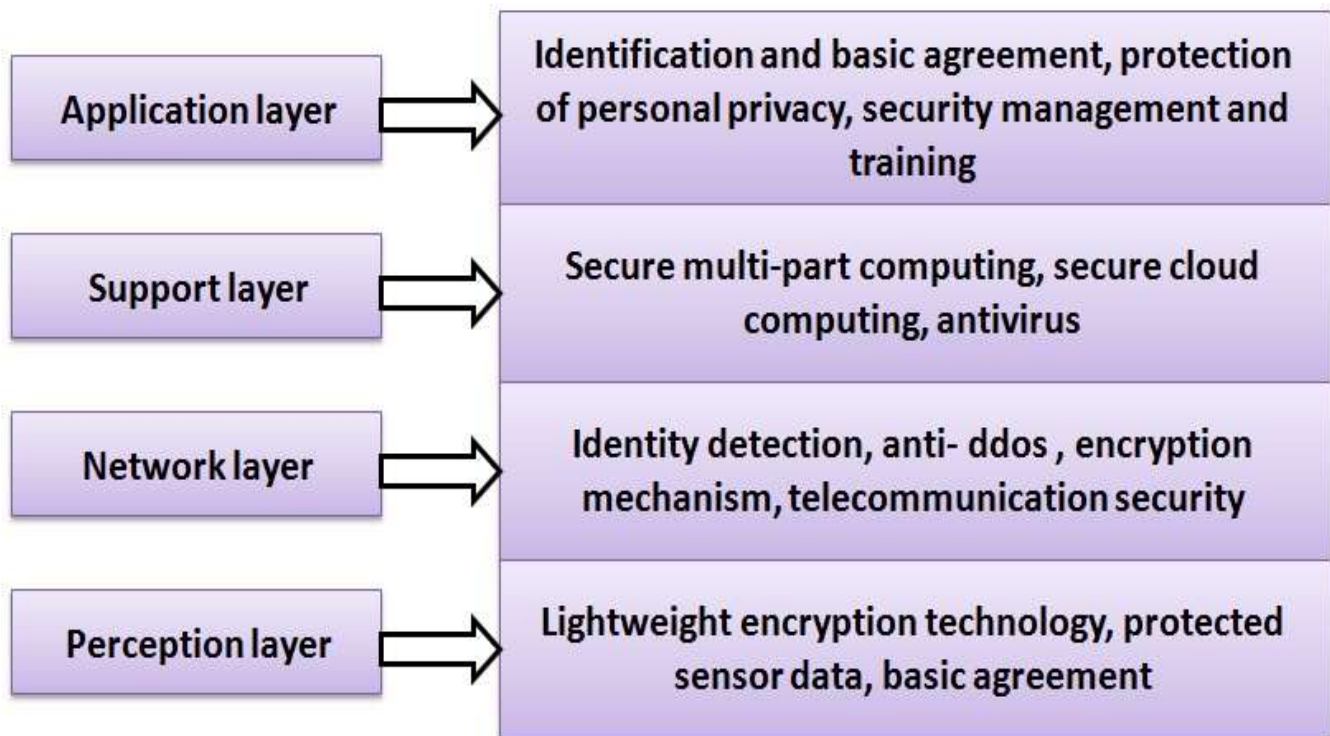 Application layer
Identification and basic agreement, protection
of personal privacy, security management and
training
Support layer
Secure multi-part computing, secure cloud
computing, antivirus
Network layer
Identity detection, anti- ddos , encryption
mechanism, telecommunication security
Perception layer
Lightweight encryption technology, protected
sensor data, basic agreement